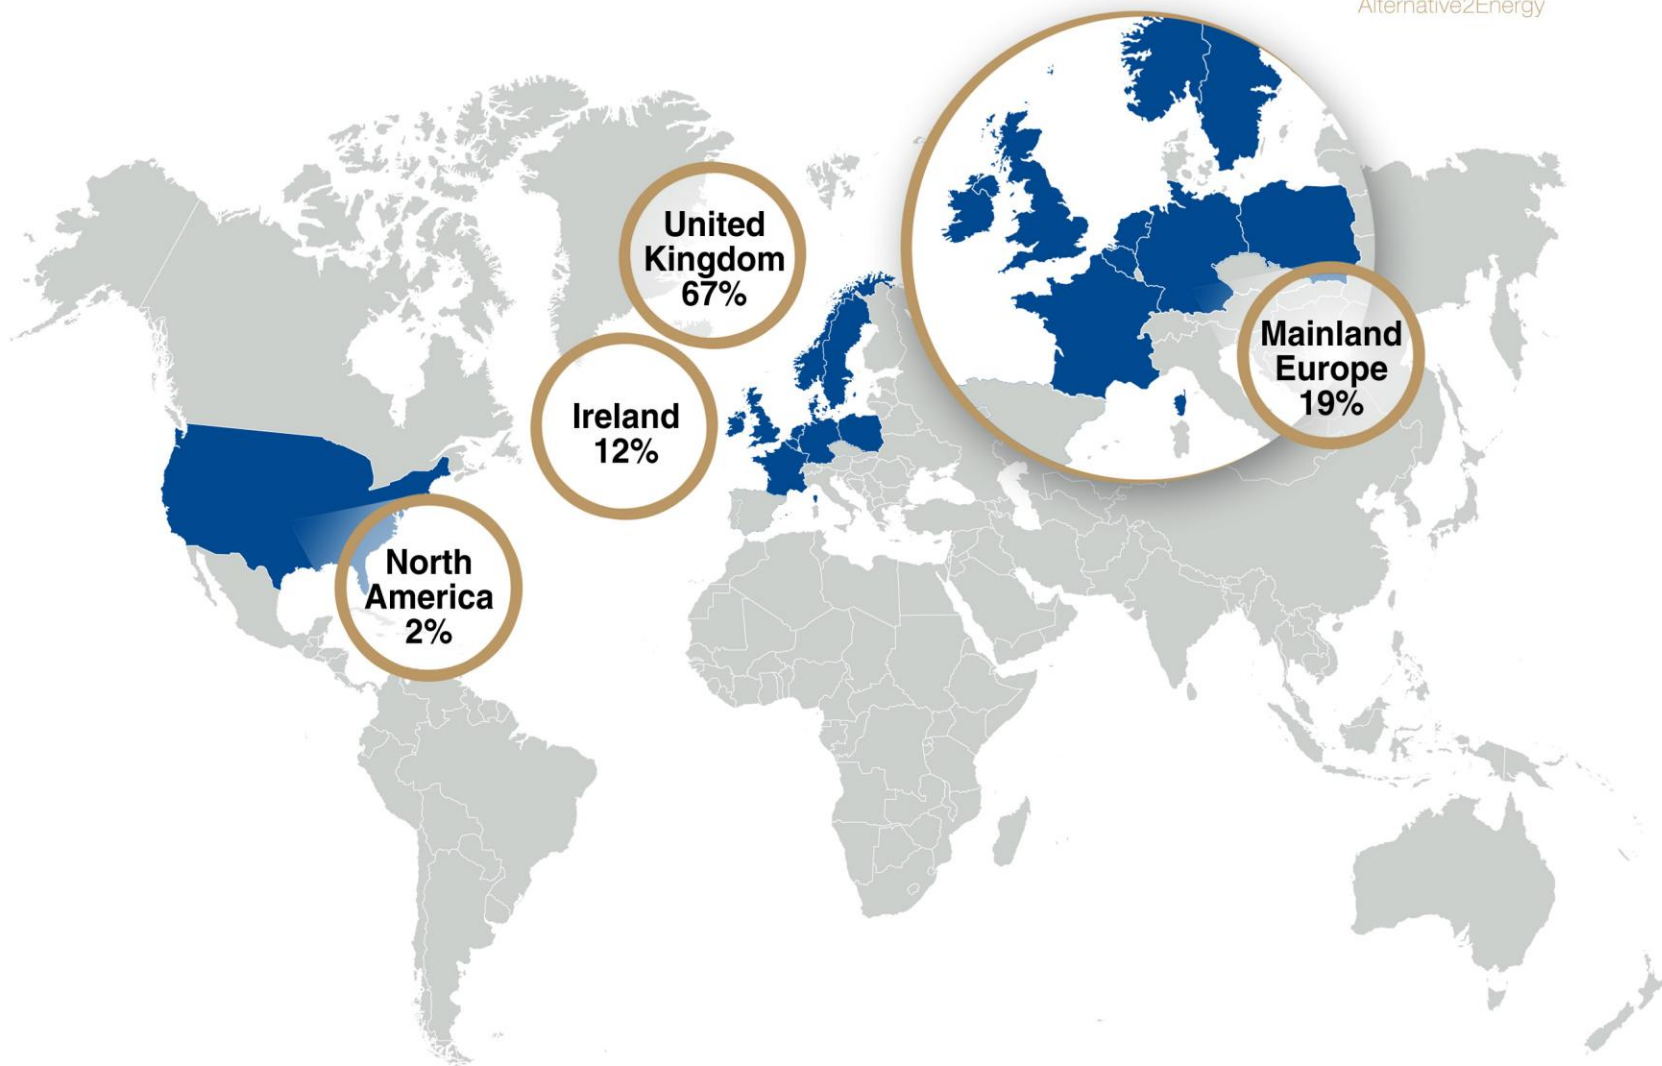 Alternative2Energy
United
Kingdom
67%
Ireland
12%
Mainland
Europe
19%
North
America
2%